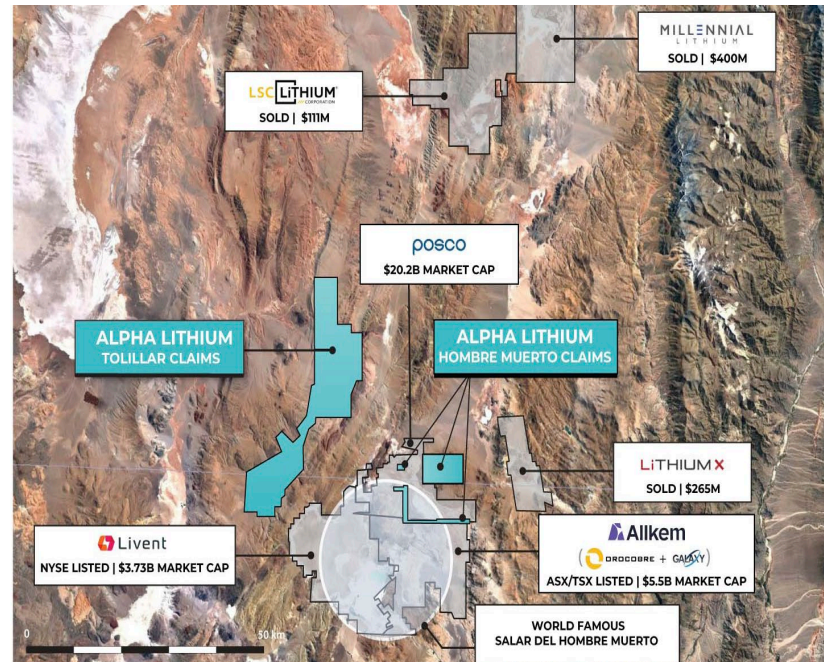 MILLENNIAL
LITHIUM
SOLD | $400M
LSC LiTHIUM
CORPORATION
SOLD | $111M
posco
$20.2B MARKET CAP
ALPHA LITHIUM
TOLILLAR CLAIMS
ALPHA LITHIUM
HOMBRE MUERTO CLAIMS
LiTHIUM X
SOLD | $265M
Livent
NYSE LISTED | $3.73B MARKET CAP
Allkem
(OROCOBRE + GALAXY)
ASX/TSX LISTED | $5.5B MARKET CAP
WORLD FAMOUS
SALAR DEL HOMBRE MUERTO
0 50 km